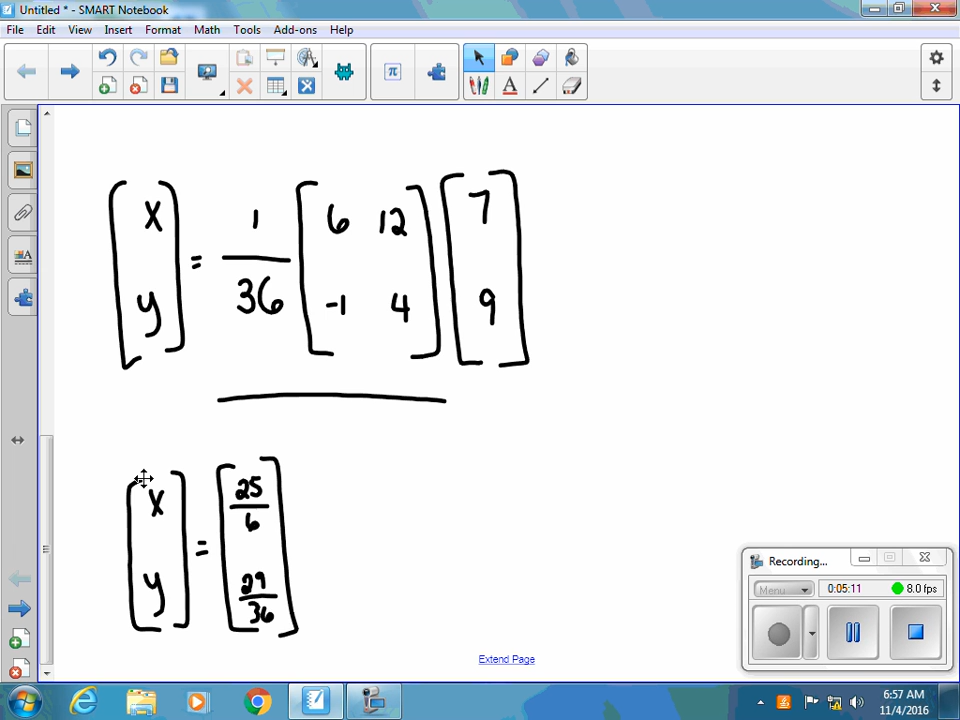 Untitled * - SMART Notebook
File Edit View Insert Format Math Tools Add-ons Help
π
A
[x y] = 1/36 [6 12 -1 4] [7 9]
[x y] = [25/6 29/36]
Recording...
Menu 0:05:11 8.0 fps
Extend Page
6:57 AM
11/4/2016